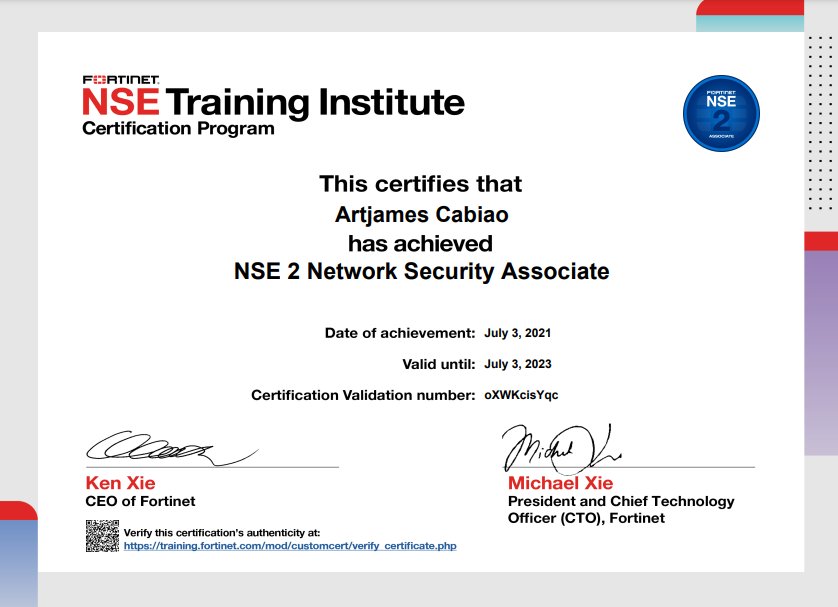 FORTINET
NSE Training Institute
Certification Program
FORTINET
NSE
2
ASSOCIATE
This certifies that
Artjames Cabiao
has achieved
NSE 2 Network Security Associate
Date of achievement: July 3, 2021
Valid until: July 3, 2023
Certification Validation number: oXWKcisYqc
Ken Xie
CEO of Fortinet
Michael Xie
President and Chief Technology
Officer (CTO), Fortinet
Verify this certification's authenticity at:
https://training.fortinet.com/mod/customcert/verify_certificate.php